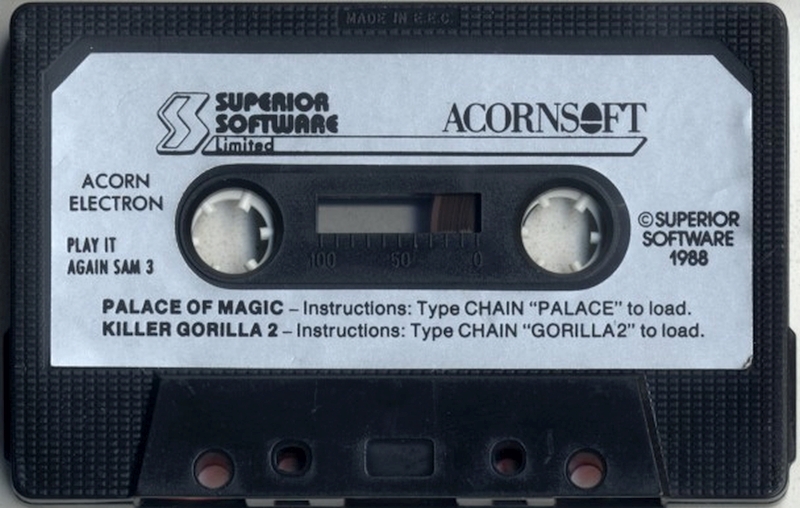 MADE IN E.E.C.
SUPERIOR
SOFTWARE
Limited
ACORNSOFT
ACORN
ELECTRON
PLAY IT
AGAIN SAM 3
100 50 0
© SUPERIOR
SOFTWARE
1988
PALACE OF MAGIC – Instructions: Type CHAIN “PALACE” to load.
KILLER GORILLA 2 – Instructions: Type CHAIN “GORILLA2” to load.